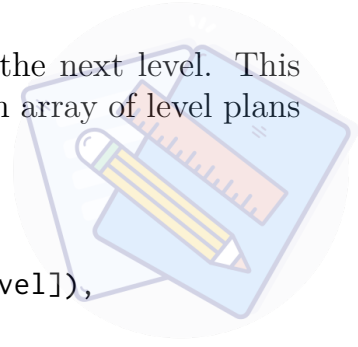 the next level. This
array of level plans
vel]),